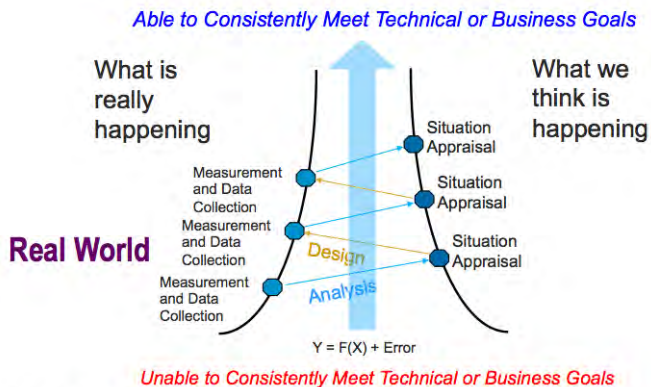 Able to Consistently Meet Technical or Business Goals
What is
really
happening
What we
think is
happening
Situation
Appraisal
Measurement
and Data
Collection
Situation
Appraisal
Measurement
and Data
Collection
Real World
Design
Situation
Appraisal
Measurement
and Data
Collection
Analysis
Y = F(X) + Error
Unable to Consistently Meet Technical or Business Goals